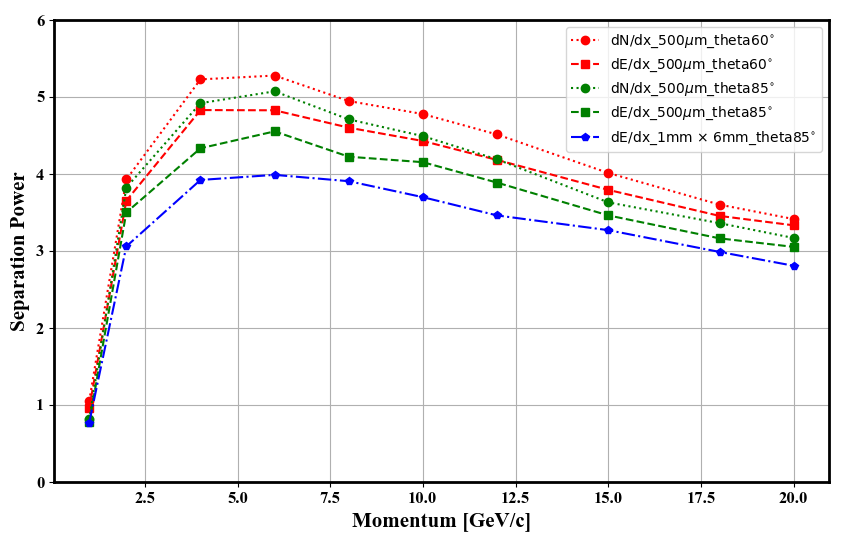 dN/dx_500μm_theta60°
dE/dx_500μm_theta60°
dN/dx_500μm_theta85°
dE/dx_500μm_theta85°
dE/dx_1mm × 6mm_theta85°
Separation Power
6
5
4
3
2
1
0
2.5 5.0 7.5 10.0 12.5 15.0 17.5 20.0
Momentum [GeV/c]